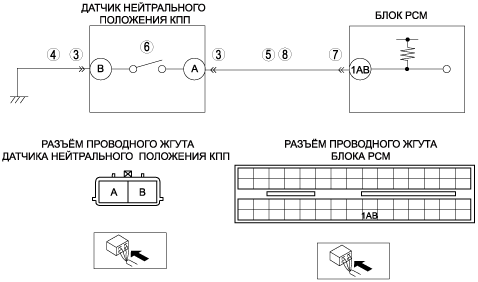 ДАТЧИК НЕЙТРАЛЬНОГО
ПОЛОЖЕНИЯ КПП
БЛОК PCM
4 3 B 6 A 3 5 8 7 1AB
РАЗЪЁМ ПРОВОДНОГО ЖГУТА
ДАТЧИКА НЕЙТРАЛЬНОГО ПОЛОЖЕНИЯ КПП
A B
РАЗЪЁМ ПРОВОДНОГО ЖГУТА
БЛОКА PCM
1AB